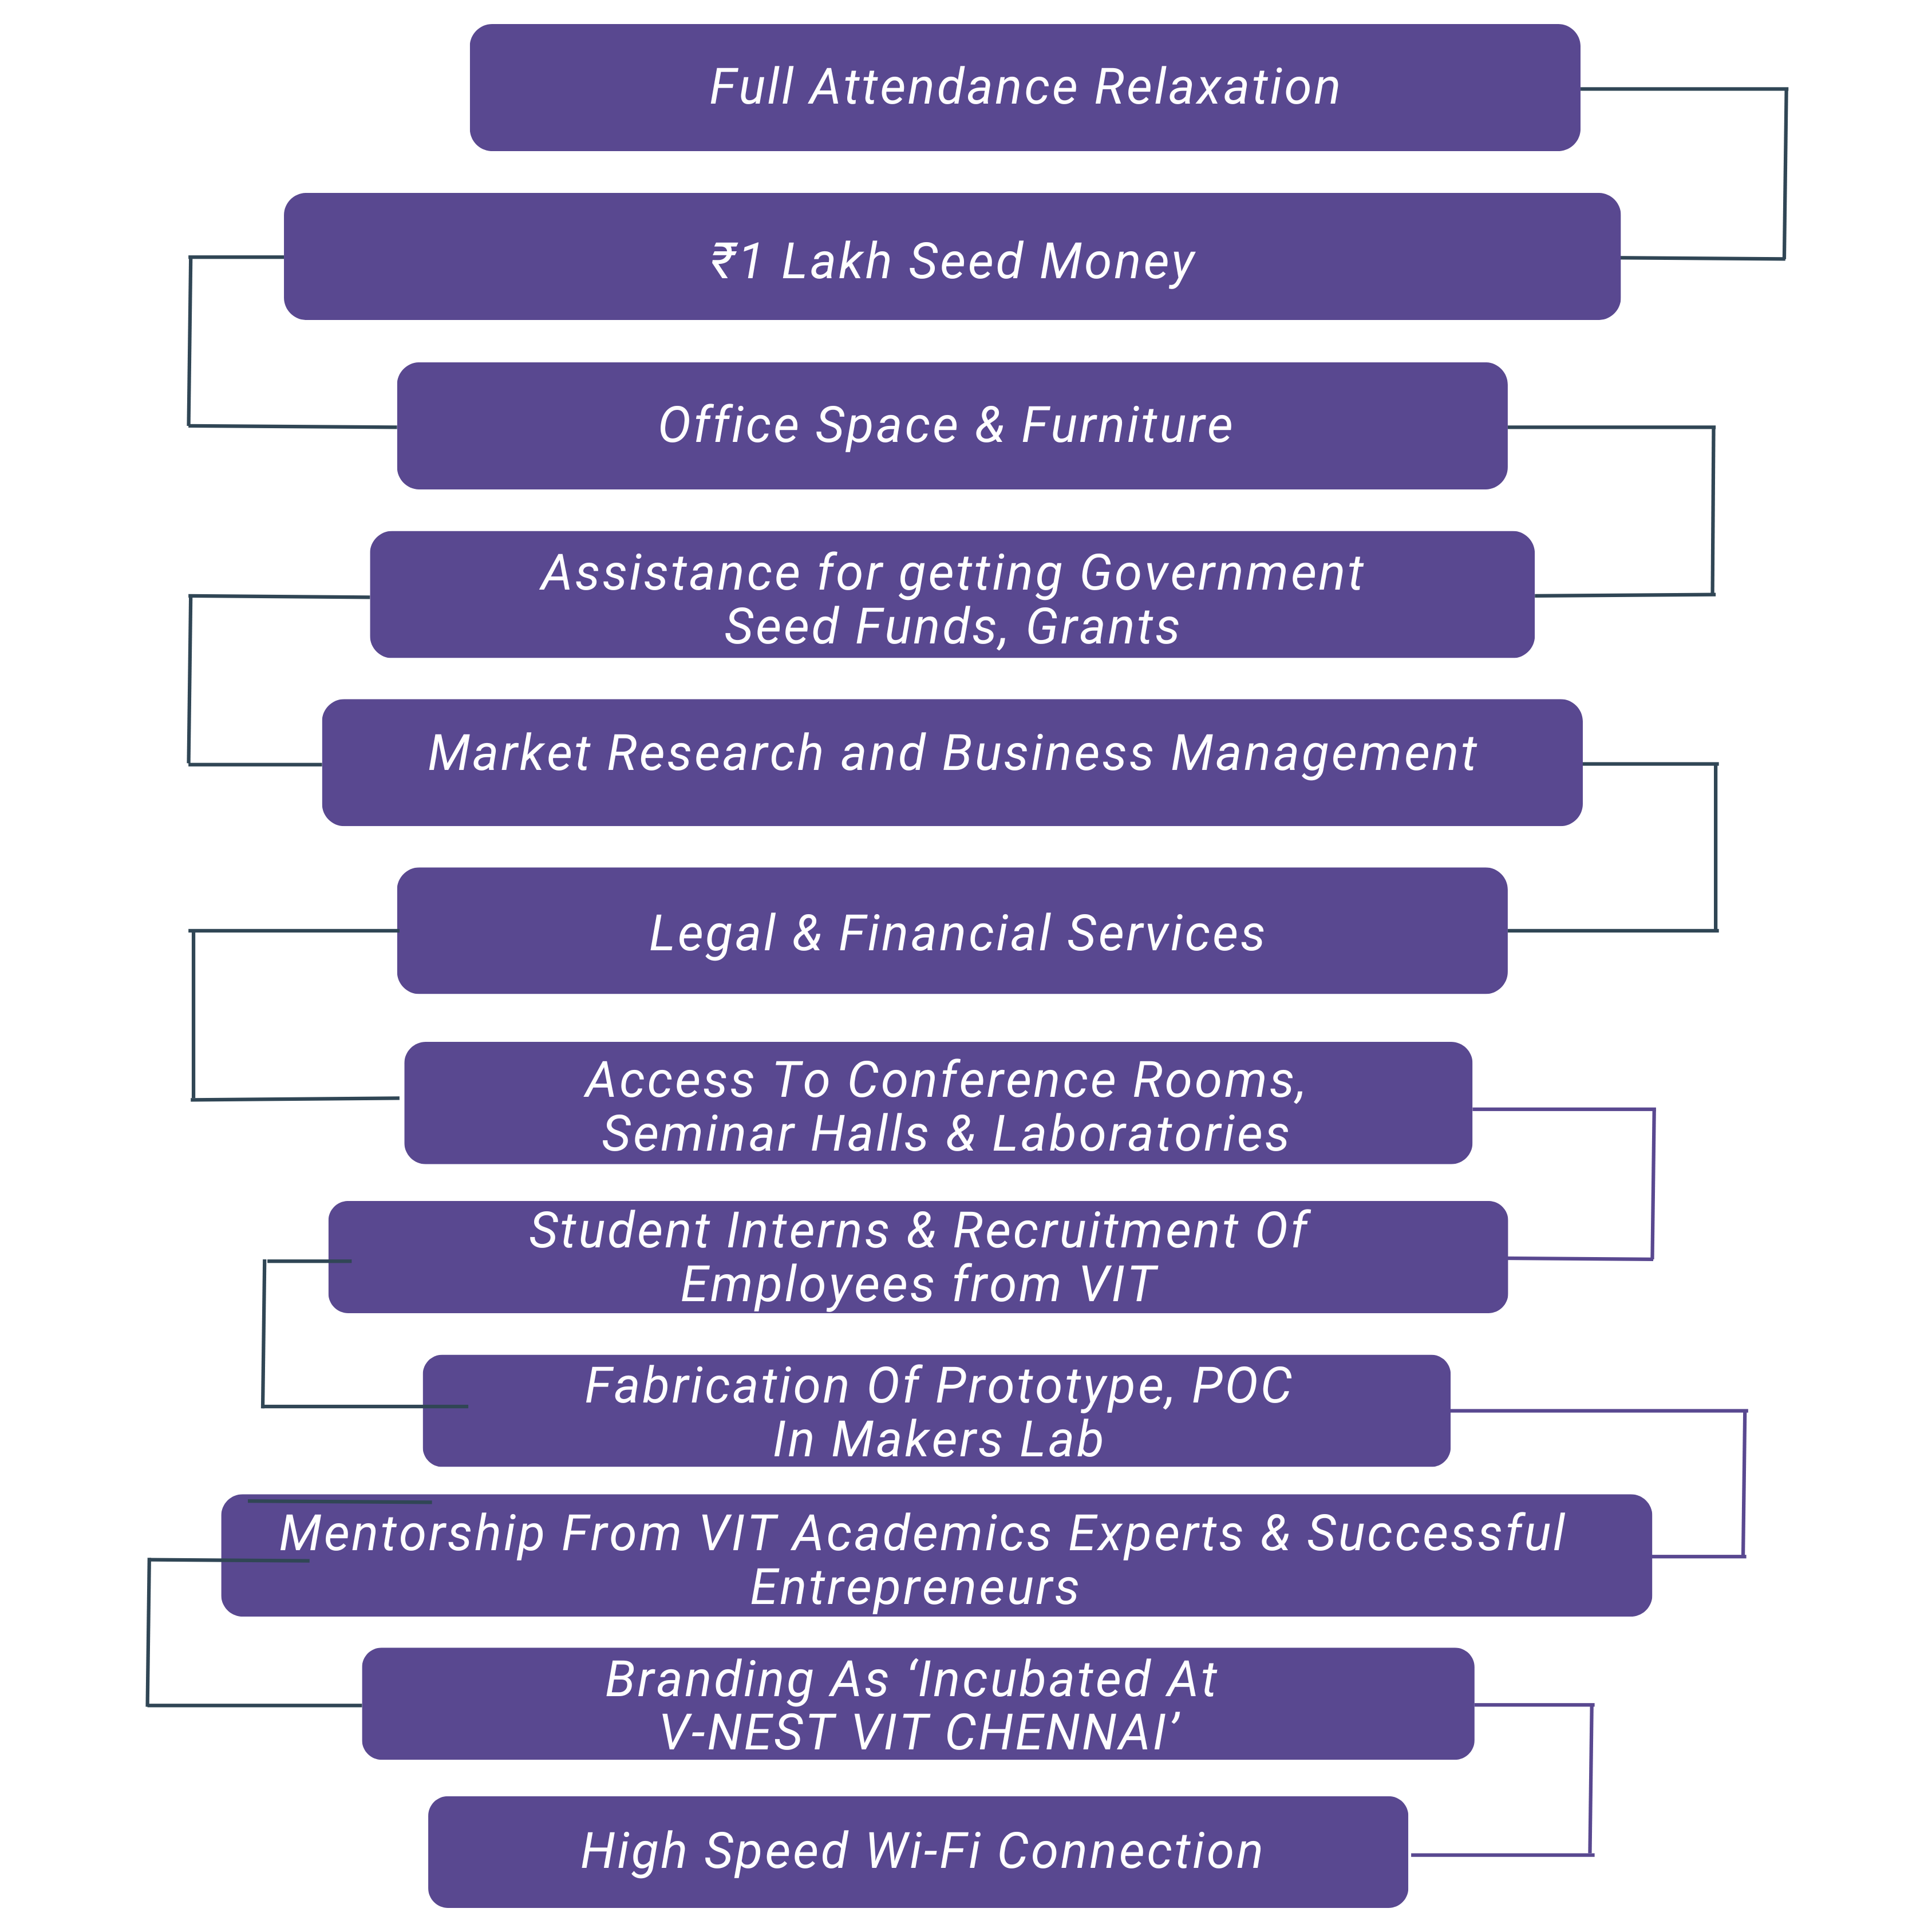 Full Attendance Relaxation
₹1 Lakh Seed Money
Office Space & Furniture
Assistance for getting Government
Seed Funds, Grants
Market Research and Business Management
Legal & Financial Services
Access To Conference Rooms,
Seminar Halls & Laboratories
Student Interns & Recruitment Of
Employees from VIT
Fabrication Of Prototype, POC
In Makers Lab
Mentorship From VIT Academics Experts & Successful
Entrepreneurs
Branding As ‘Incubated At
V-NEST VIT CHENNAI’
High Speed Wi-Fi Connection